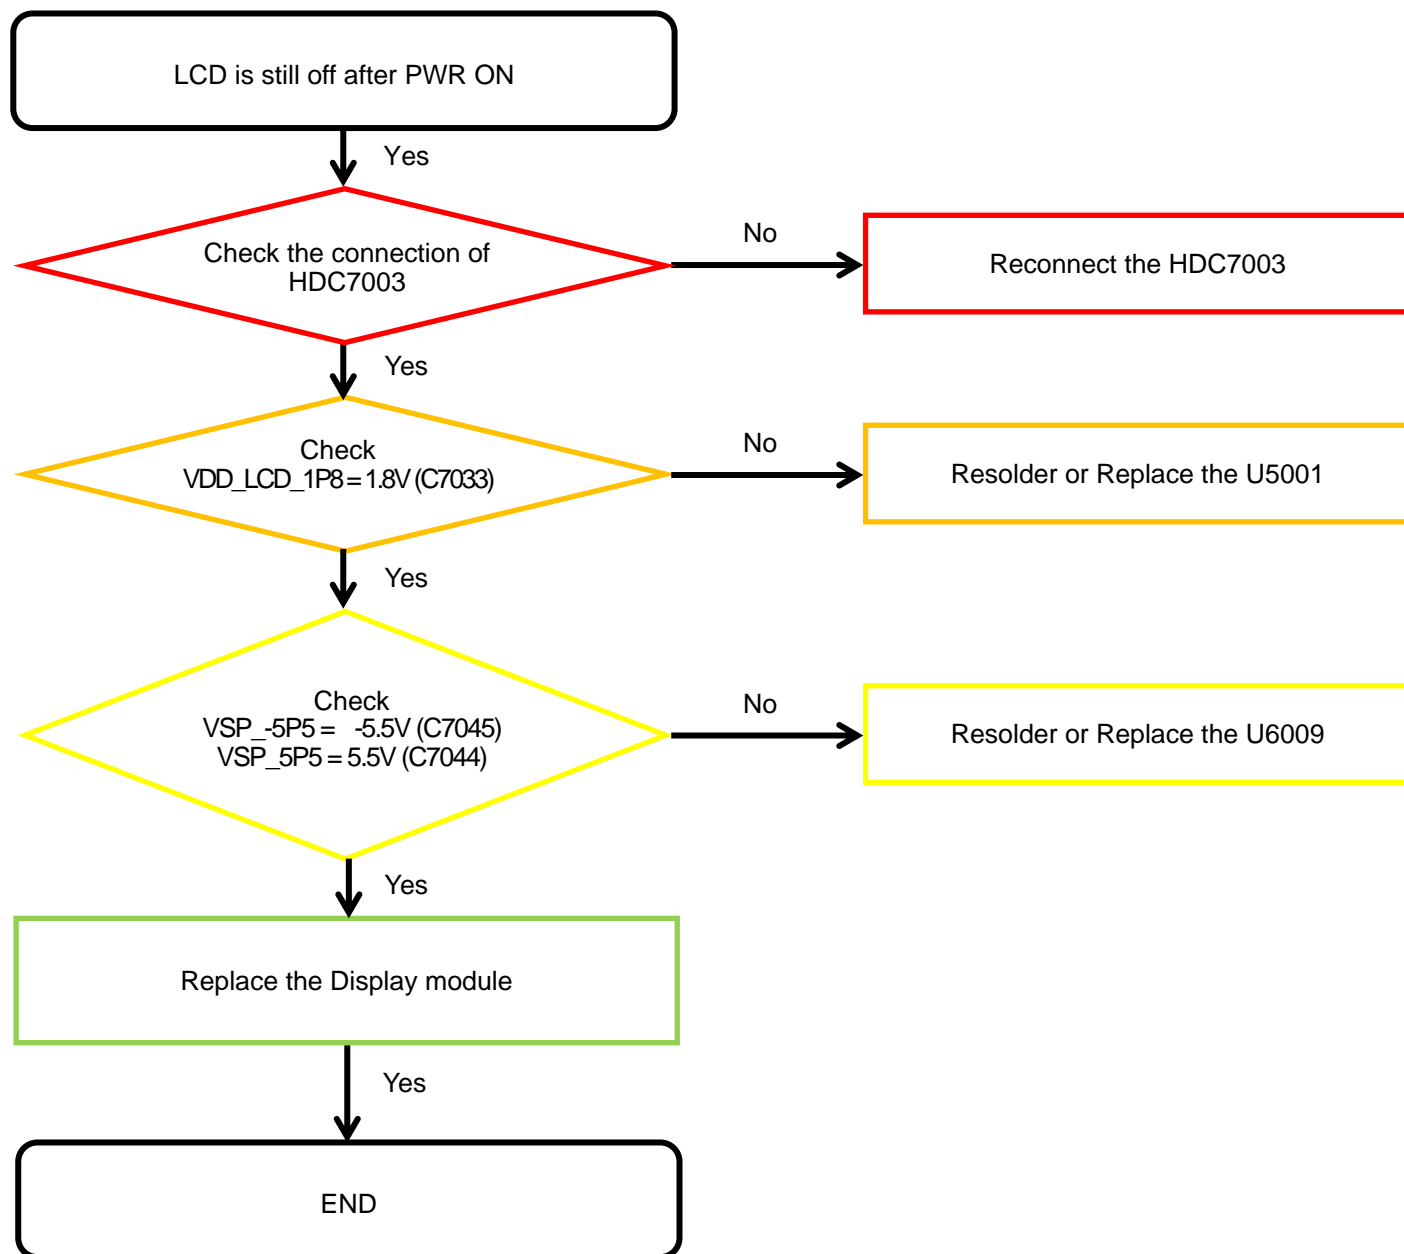 LCD is still off after PWR ON
Yes
Check the connection of
HDC7003
No
Reconnect the HDC7003
Yes
Check
VDD_LCD_1P8 = 1.8V (C7033)
No
Resolder or Replace the U5001
Yes
Check
VSP_-5P5 = -5.5V (C7045)
VSP_5P5 = 5.5V (C7044)
No
Resolder or Replace the U6009
Yes
Replace the Display module
Yes
END